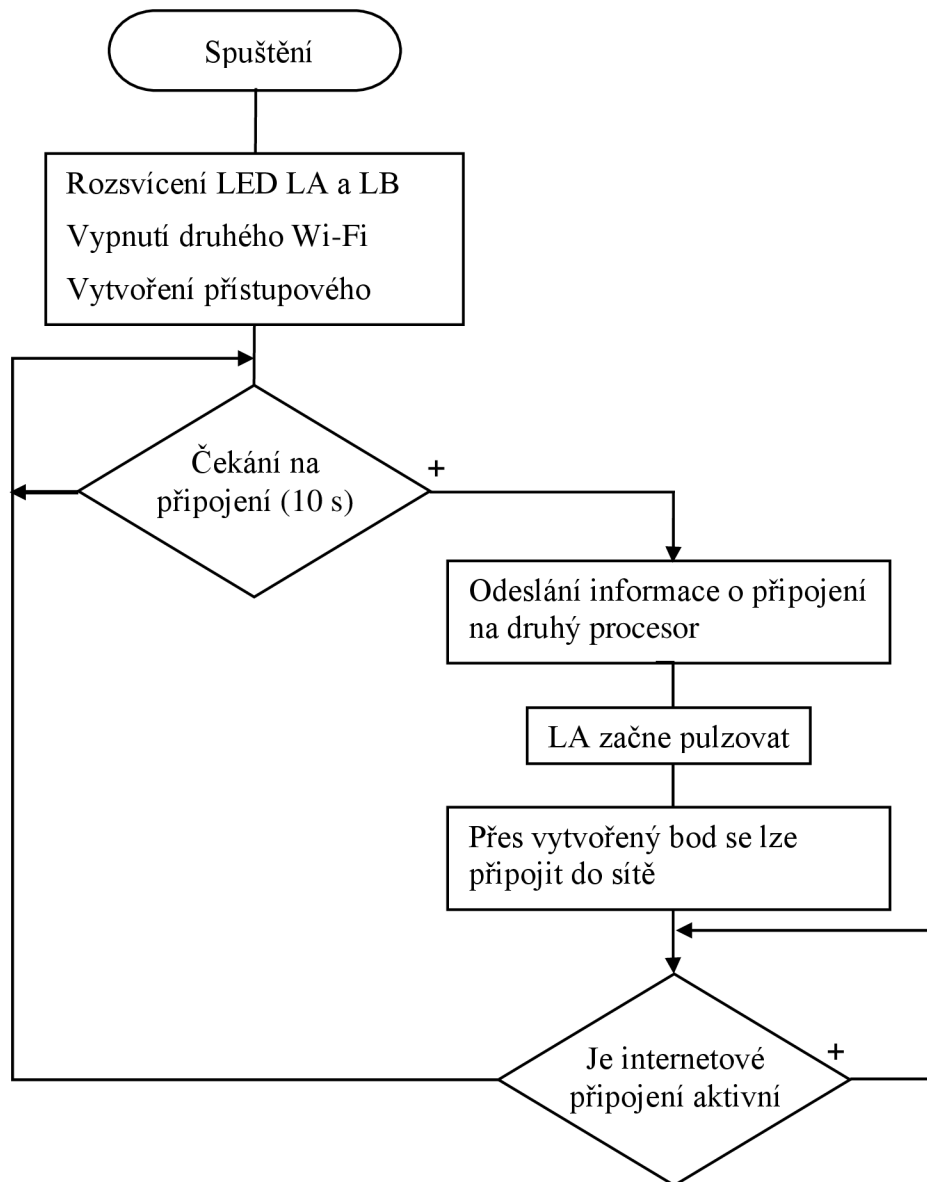 Spuštění
Rozsvícení LED LA a LB
Vypnutí druhého Wi-Fi
Vytvoření přístupového
Čekání na
připojení (10 s)
+
Odeslání informace o připojení
na druhý procesor
LA začne pulzovat
Přes vytvořený bod se lze
připojit do sítě
Je internetové
připojení aktivní
+